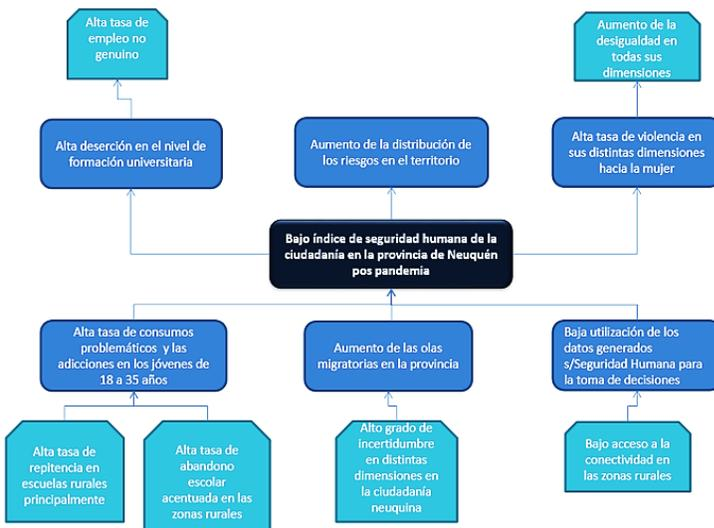 Alta tasa de
empleo no
genuino
Aumento de la
desigualdad en
todas sus
dimensiones
Alta deserción en el nivel de
formación universitaria
Aumento de la distribución de
los riesgos en el territorio
Alta tasa de violencia en
sus distintas dimensiones
hacia la mujer
Bajo índice de seguridad humana de la
ciudadanía en la provincia de Neuquén
pos pandemia
Alta tasa de consumos
problemáticos y las
adicciones en los jóvenes de
18 a 35 años
Aumento de las olas
migratorias en la provincia
Baja utilización de los
datos generados
s/Seguridad Humana para
la toma de decisiones
Alta tasa de
repitencia en
escuelas rurales
principalmente
Alta tasa de
abandono
escolar
acentuada en las
zonas rurales
Alto grado de
incertidumbre
en distintas
dimensiones en
la ciudadanía
neuquina
Bajo acceso a la
conectividad en
las zonas rurales